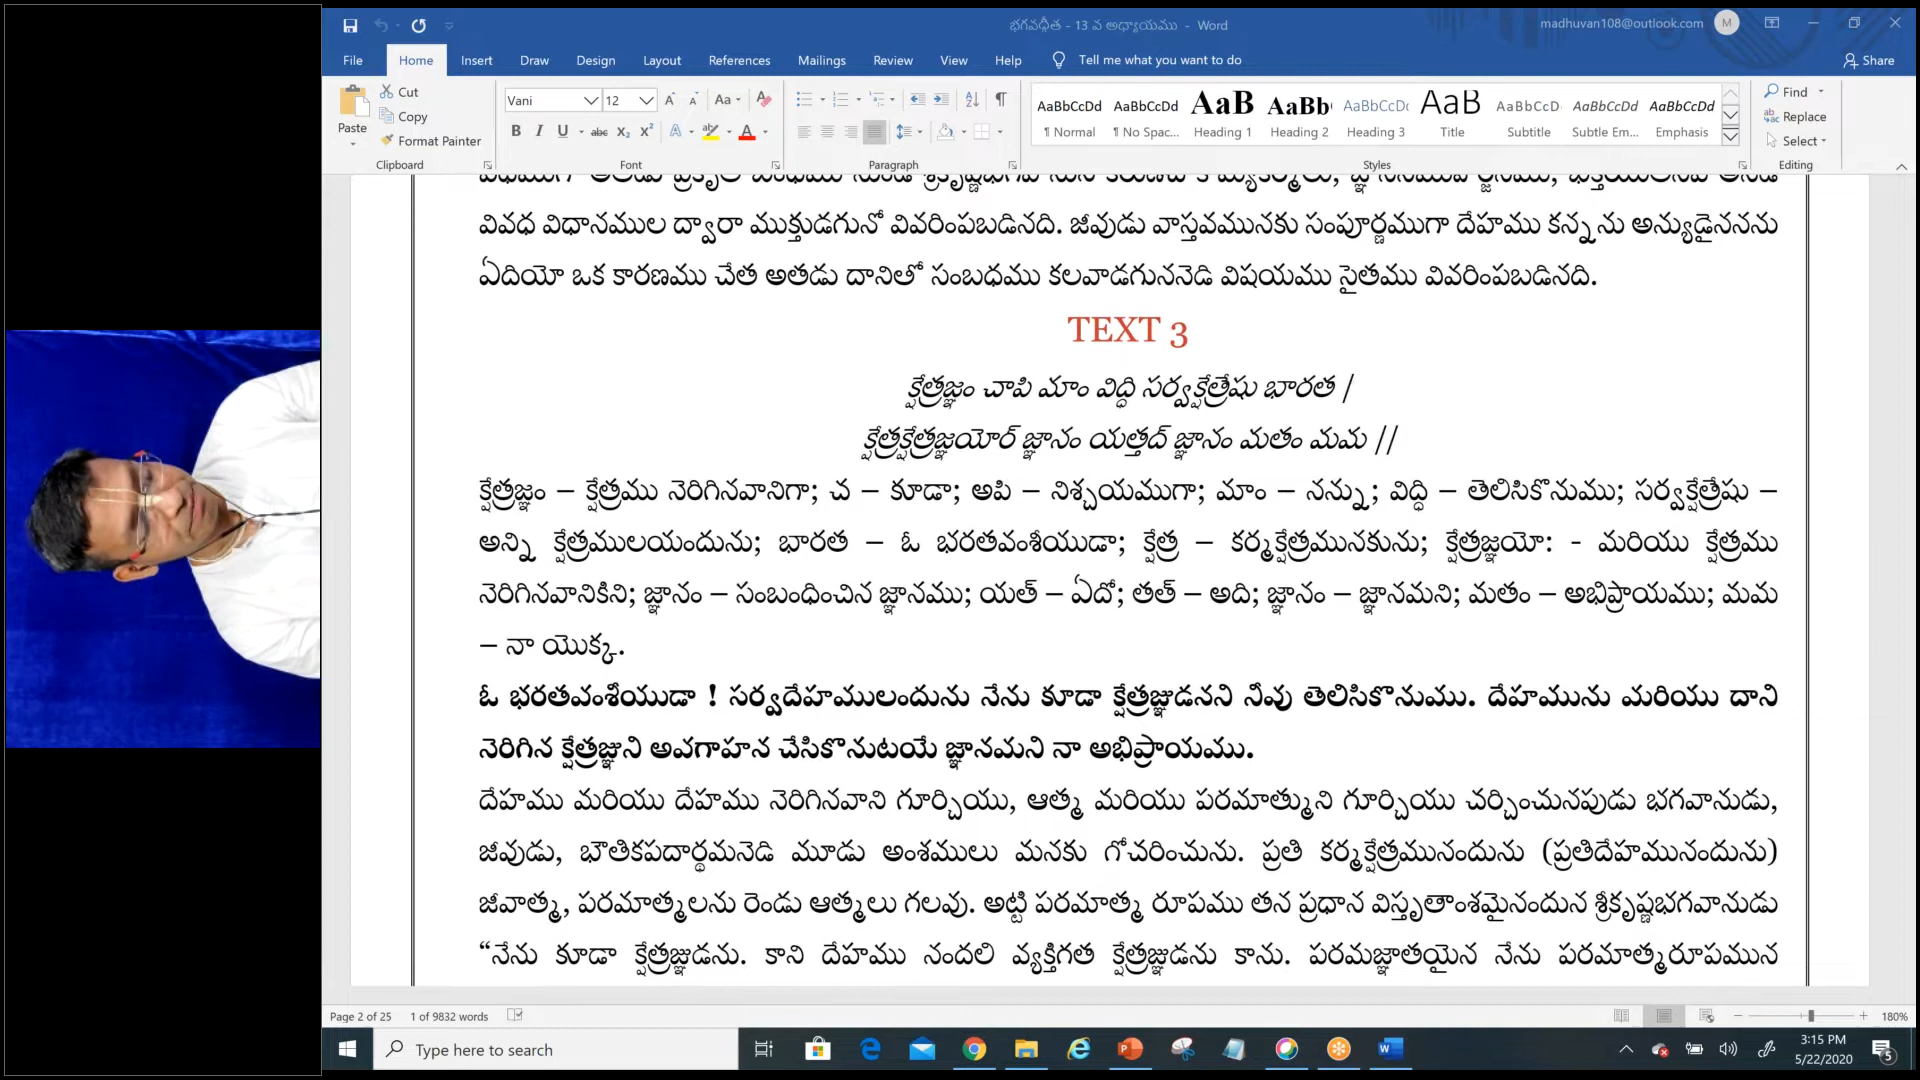 భగవద్గీత - 13 వ అధ్యాయము - Word
madhuvan108@outlook.com
M
File Home Insert Draw Design Layout References Mailings Review View Help Tell me what you want to do
Share
Paste
Cut
Copy
Format Painter
Clipboard
Vani 12
Font
Paragraph
AaBbCcDd AaBbCcDd AaB AaBb( AaBbCcDc AaB AaBbCcD AaBbCcDd AaBbCcDd
¶ Normal ¶ No Spac... Heading 1 Heading 2 Heading 3 Title Subtitle Subtle Em... Emphasis
Styles
Find
Replace
Select
Editing
వివధ విధానముల ద్వారా ముక్తుడగునో వివరింపబడినది. జీవుడు వాస్తవమునకు సంపూర్ణముగా దేహము కన్నను అన్యుడైననను
ఏదియో ఒక కారణము చేత అతడు దానితో సంబధము కలవాడగుననెడి విషయము సైతము వివరింపబడినది.
TEXT 3
క్షేత్రజ్ఞం చాపి మాం విద్ధి సర్వక్షేత్రేషు భారత |
క్షేత్రక్షేత్రజ్ఞయోర్ జ్ఞానం యత్తద్ జ్ఞానం మతం మమ ||
క్షేత్రజ్ఞం – క్షేత్రము నెరిగినవానిగా; చ – కూడా; అపి – నిశ్చయముగా; మాం – నన్ను; విద్ధి – తెలిసికొనుము; సర్వక్షేత్రేషు –
అన్ని క్షేత్రములయందును; భారత – ఓ భరతవంశీయుడా; క్షేత్ర – కర్మక్షేత్రమునకును; క్షేత్రజ్ఞయో: - మరియు క్షేత్రము
నెరిగినవానికిని; జ్ఞానం – సంబంధించిన జ్ఞానము; యత్ – ఏదో; తత్ – అది; జ్ఞానం – జ్ఞానమని; మతం – అభిప్రాయము; మమ
– నా యొక్క.
ఓ భరతవంశీయుడా ! సర్వదేహములందును నేను కూడా క్షేత్రజ్ఞుడనని నీవు తెలిసికొనుము. దేహమును మరియు దాని
నెరిగిన క్షేత్రజ్ఞుని అవగాహన చేసికొనుటయే జ్ఞానమని నా అభిప్రాయము.
దేహము మరియు దేహము నెరిగినవాని గూర్చియు, ఆత్మ మరియు పరమాత్ముని గూర్చియు చర్చించునపుడు భగవానుడు,
జీవుడు, భౌతికపదార్థమనెడి మూడు అంశములు మనకు గోచరించును. ప్రతి కర్మక్షేత్రమునందును (ప్రతిదేహమునందును)
జీవాత్మ, పరమాత్మలను రెండు ఆత్మలు గలవు. అట్టి పరమాత్మ రూపము తన ప్రధాన విస్తృతాంశమైనందున శ్రీకృష్ణభగవానుడు
“నేను కూడా క్షేత్రజ్ఞుడను. కాని దేహము నందలి వ్యక్తిగత క్షేత్రజ్ఞుడను కాను. పరమజ్ఞాతయైన నేను పరమాత్మరూపమున
Page 2 of 25 1 of 9832 words
180%
Type here to search
3:15 PM
5/22/2020
5